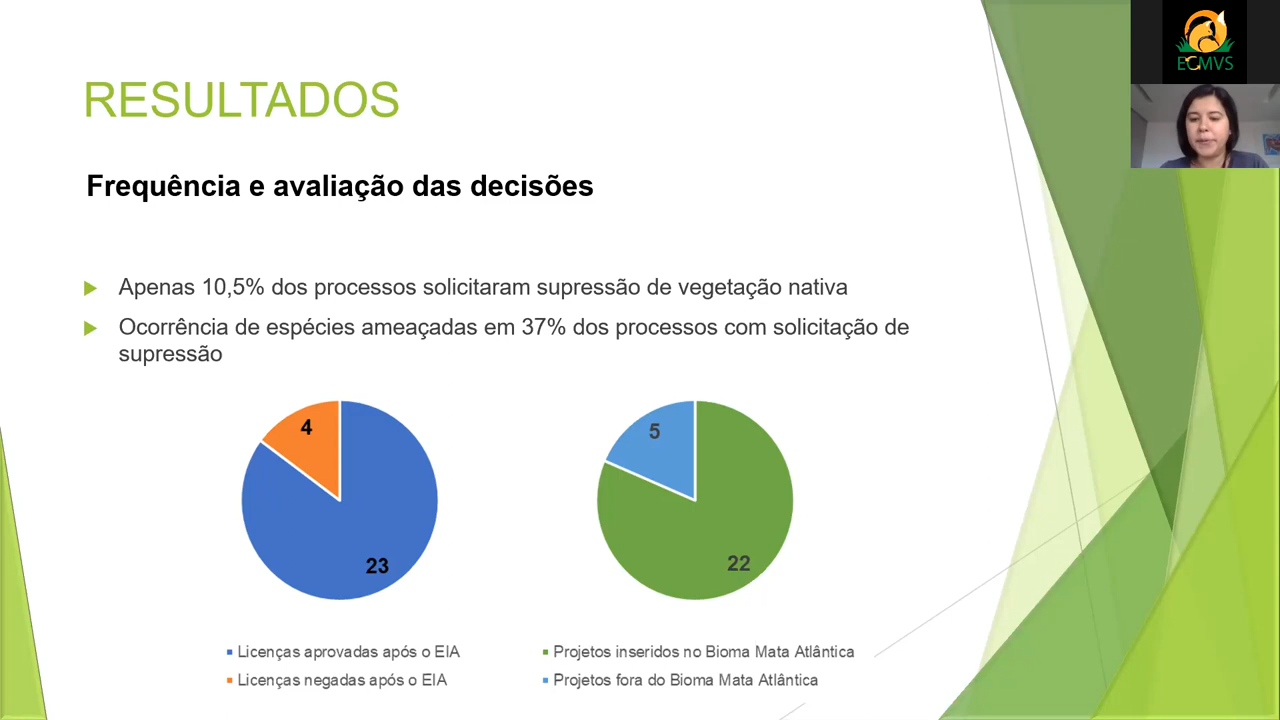 RESULTADOS
ECMVS
Frequência e avaliação das decisões
Apenas 10,5% dos processos solicitaram supressão de vegetação nativa
Ocorrência de espécies ameaçadas em 37% dos processos com solicitação de
supressão
4
23
5
22
Licenças aprovadas após o EIA
Licenças negadas após o EIA
Projetos inseridos no Bioma Mata Atlântica
Projetos fora do Bioma Mata Atlântica